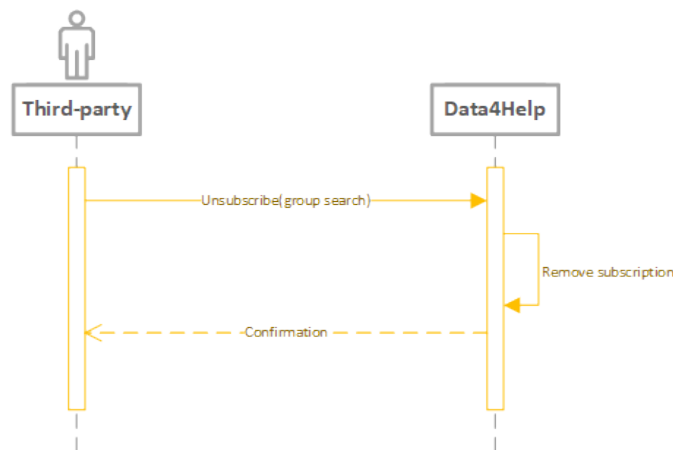 Third-party
Data4Help
Unsubscribe(group search)
Remove subscription
Confirmation